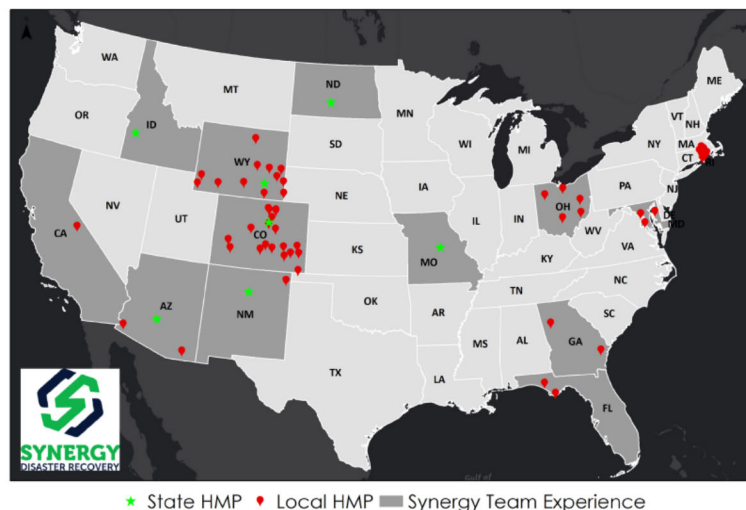 WA
ME
MT
ND
VT
MN
OR
NH
ID
WI
NY
MA
SD
MI
WY
CT
RI
IA
PA
NJ
NE
NV
OH
IL
IN
DE
UT
MD
CO
CA
WV
VA
KS
MO
KY
NC
TN
AZ
OK
NM
AR
SC
MS
AL
GA
TX
LA
FL
SYNERGY
DISASTER RECOVERY
Gulf of
State HMP Local HMP Synergy Team Experience